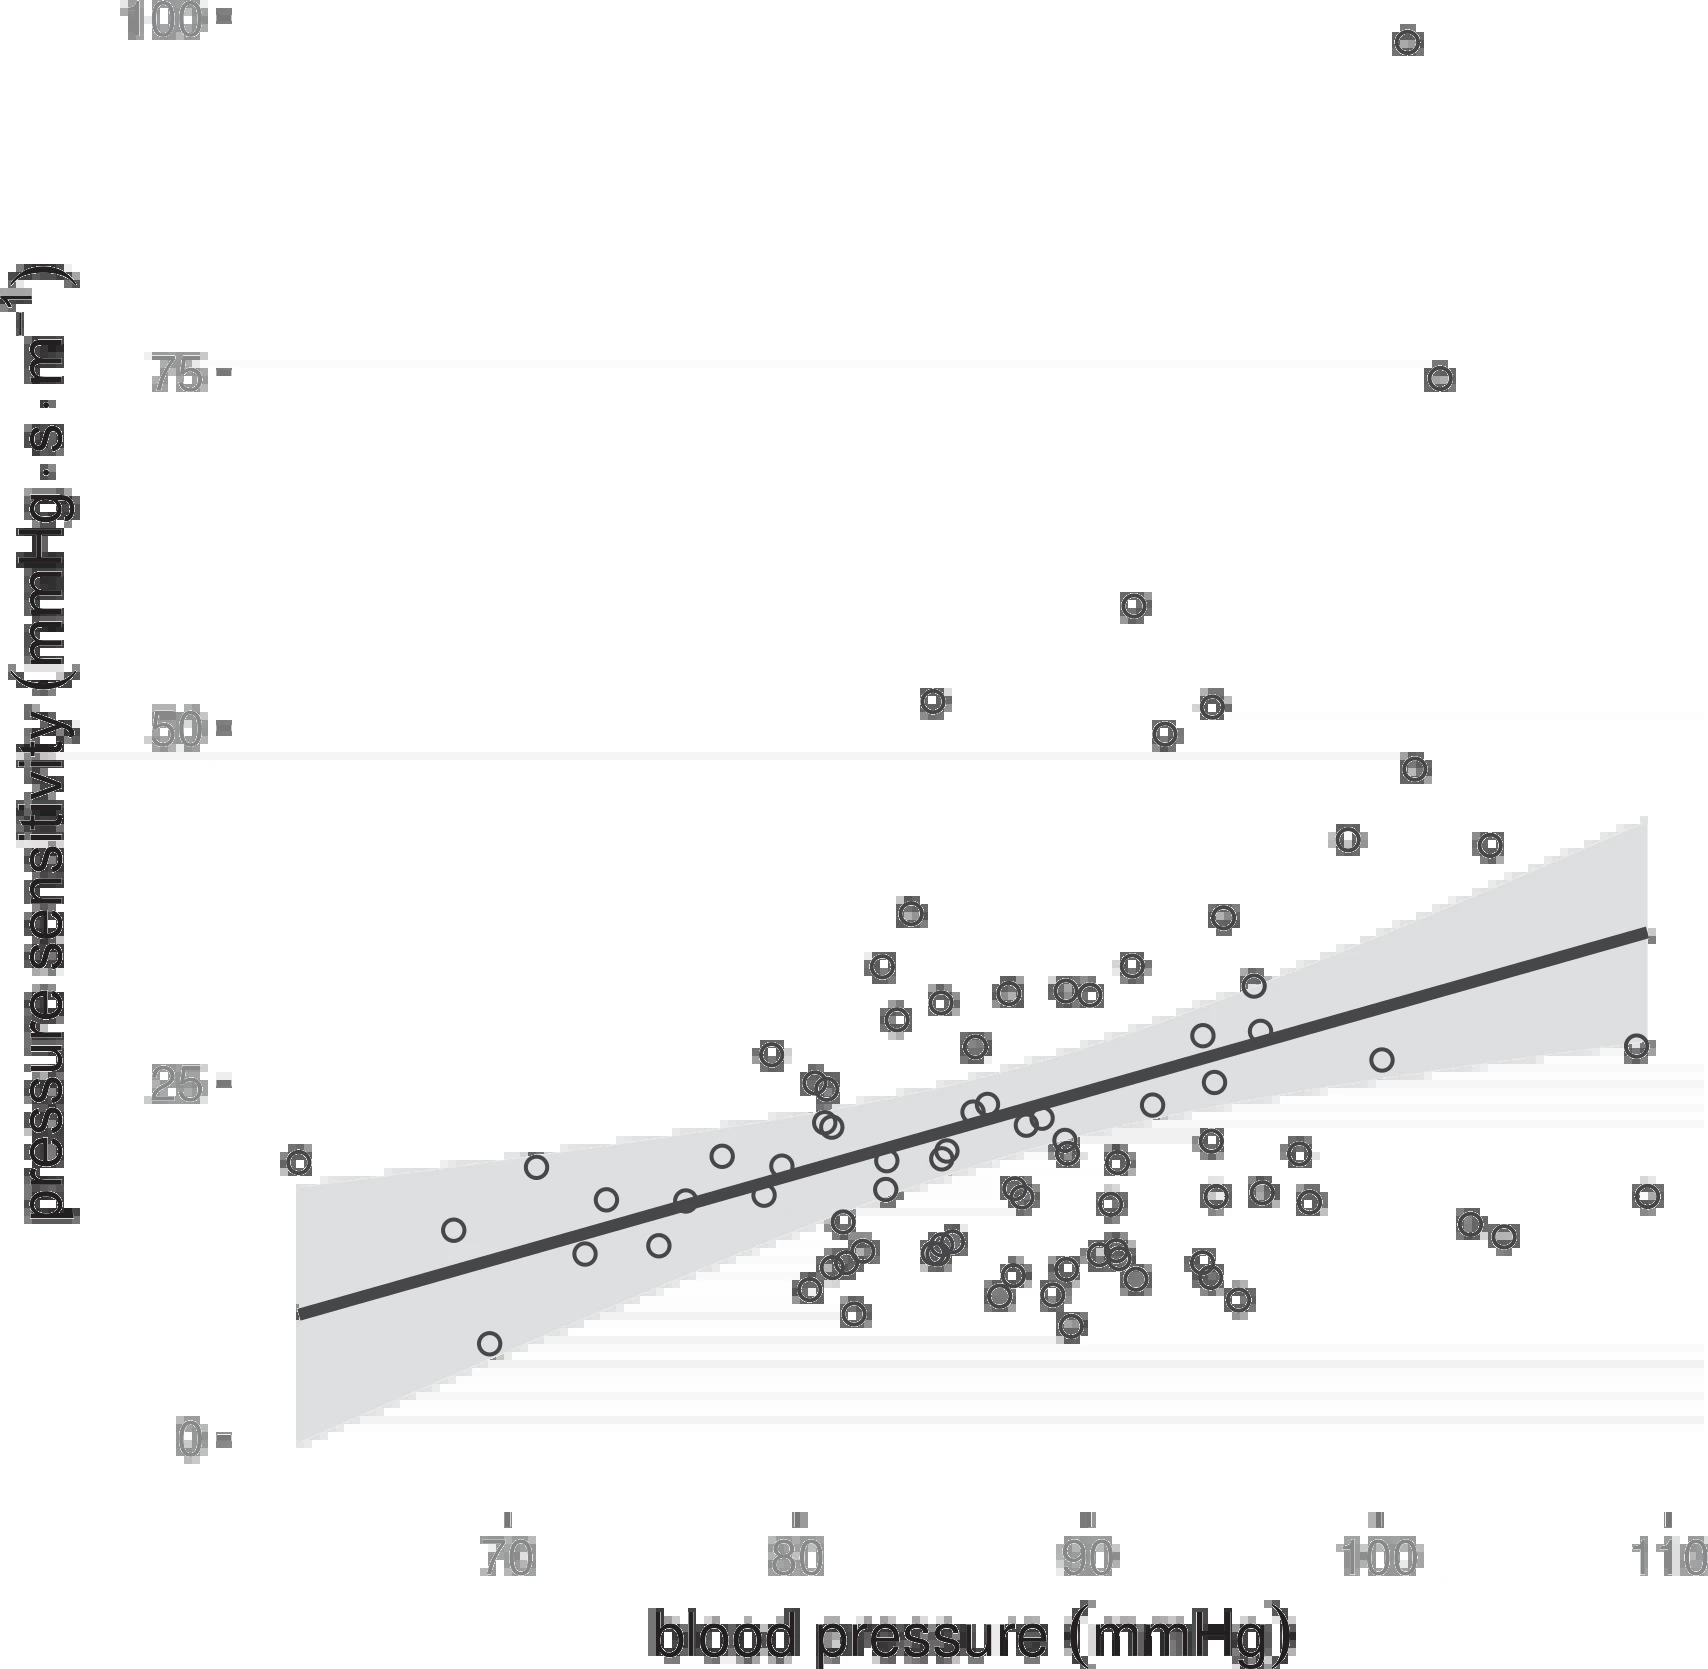 100
75
50
25
0
pressure sensitivity (mmHg · s · m⁻¹)
70 80 90 100 110
blood pressure (mmHg)